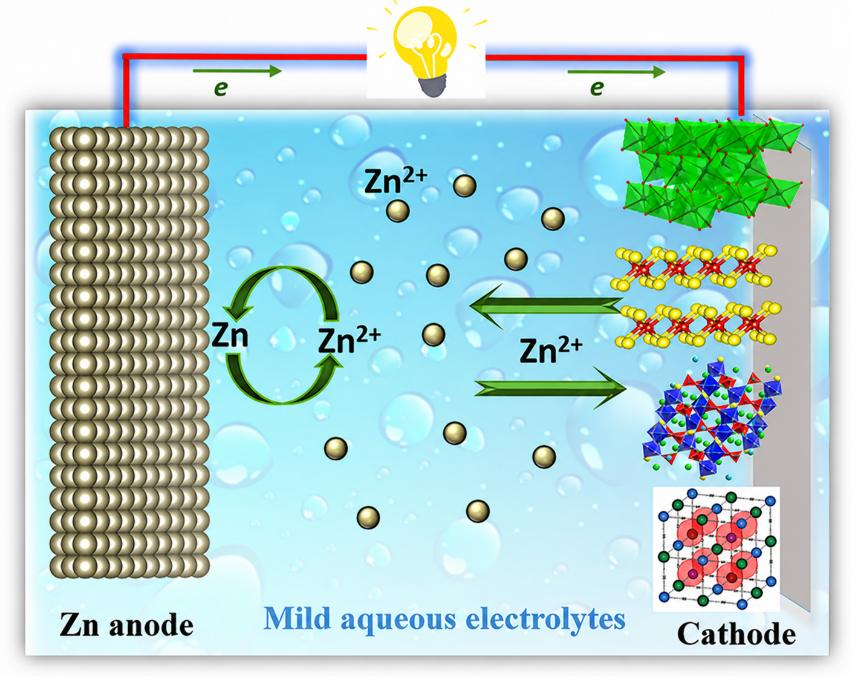 e
e
Zn²⁺
Zn
Zn²⁺
Zn²⁺
Zn anode
Mild aqueous electrolytes
Cathode